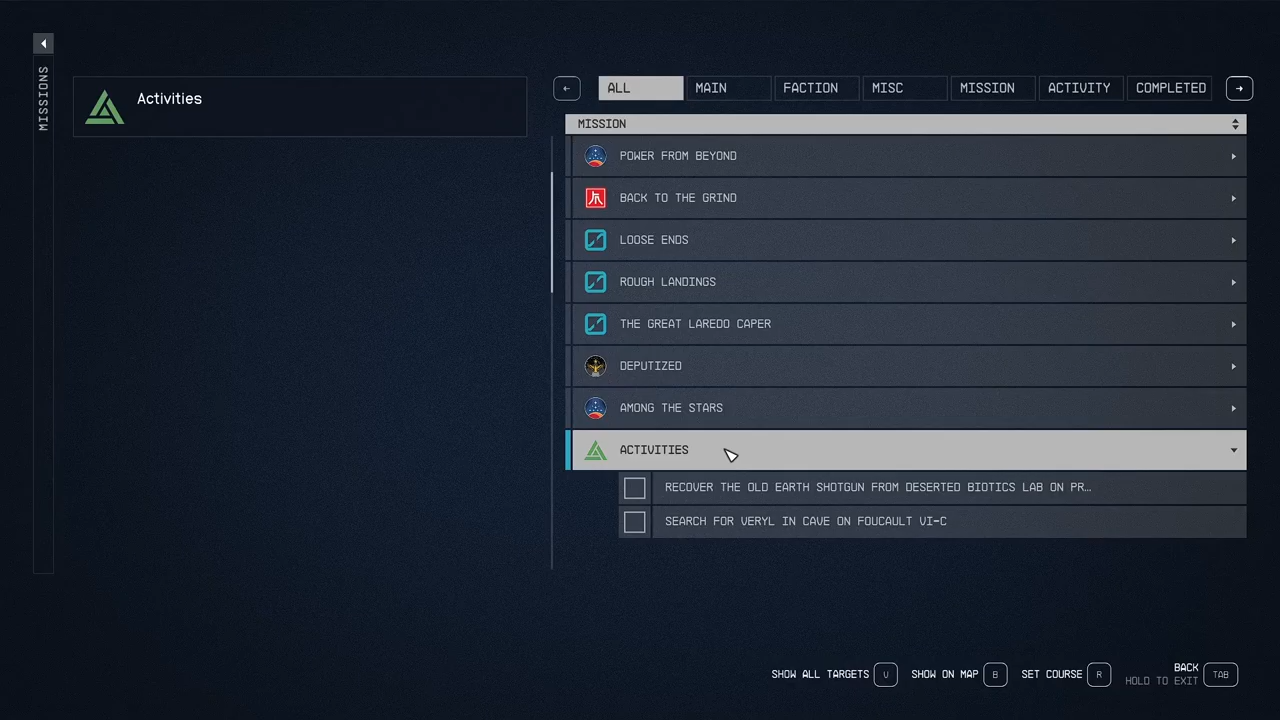 MISSIONS
Activities
ALL
MAIN
FACTION
MISC
MISSION
ACTIVITY
COMPLETED
MISSION
POWER FROM BEYOND
BACK TO THE GRIND
LOOSE ENDS
ROUGH LANDINGS
THE GREAT LAREDO CAPER
DEPUTIZED
AMONG THE STARS
ACTIVITIES
RECOVER THE OLD EARTH SHOTGUN FROM DESERTED BIOTICS LAB ON PR...
SEARCH FOR VERYL IN CAVE ON FOUCAULT VI-C
SHOW ALL TARGETS V
SHOW ON MAP B
SET COURSE R
BACK
HOLD TO EXIT
TAB